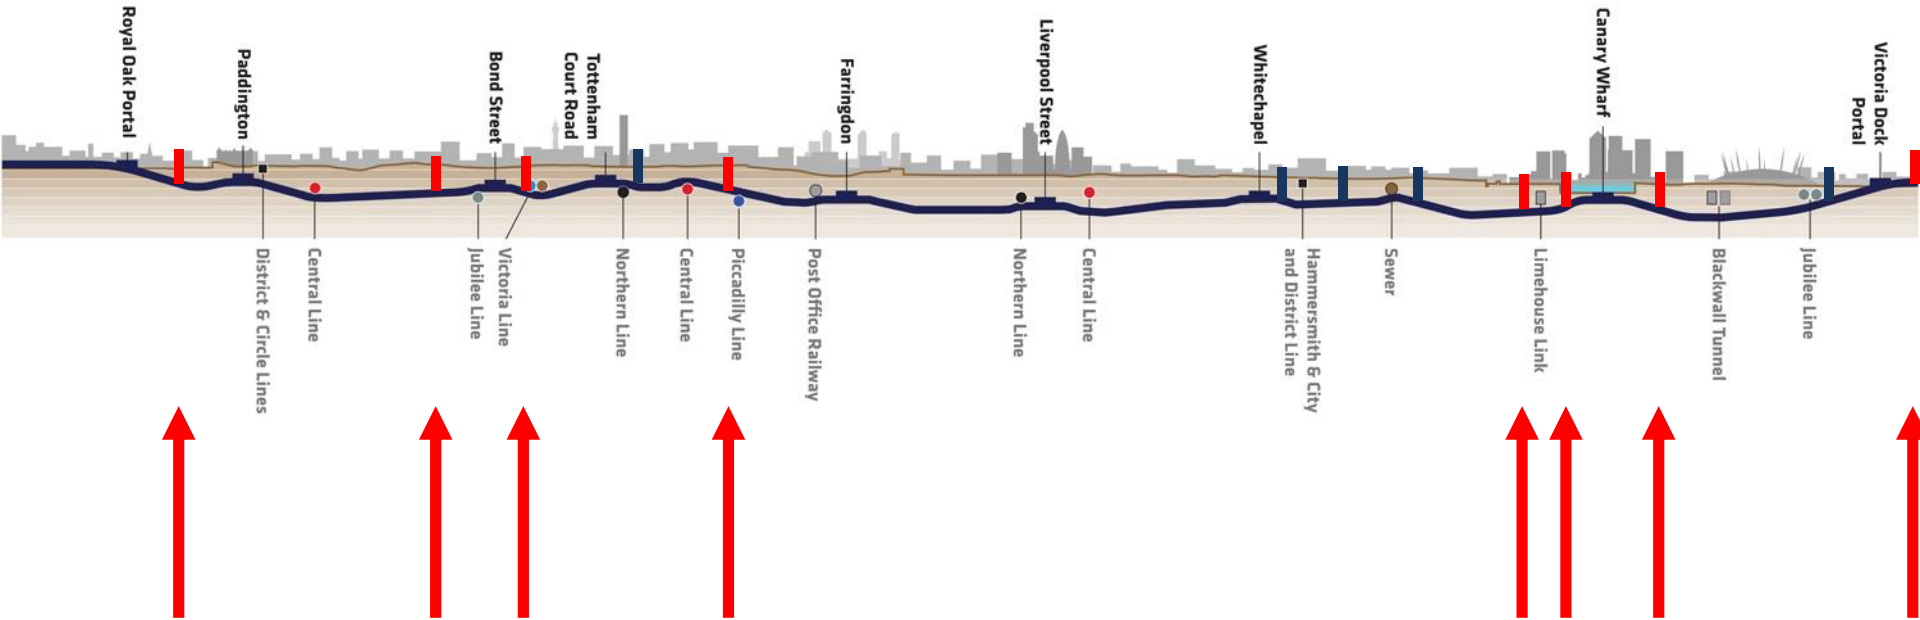 Royal Oak Portal
Paddington
Bond Street
Tottenham
Court Road
Farringdon
Liverpool Street
Whitechapel
Canary Wharf
Victoria Dock
Portal
District & Circle Lines
Central Line
Jubilee Line
Victoria Line
Northern Line
Central Line
Piccadilly Line
Post Office Railway
Northern Line
Central Line
Hammersmith & City
and District Line
Sewer
Limehouse Link
Blackwall Tunnel
Jubilee Line